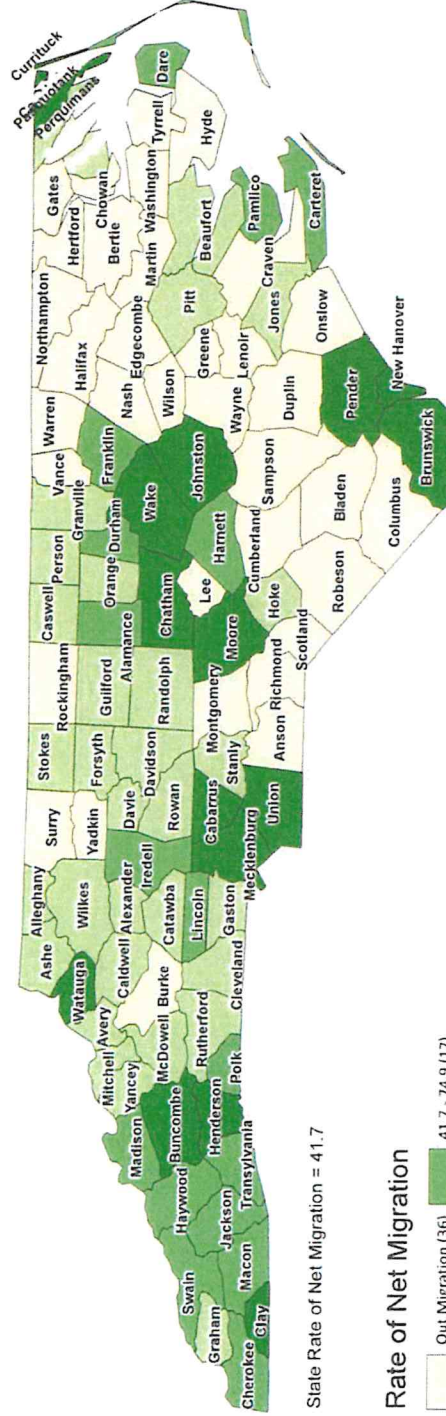 Currituck
Pasquotank
Perquimans
Gates
Hertford
Chowan
Bertie
Northampton
Halifax
Warren
Vance
Granville
Person
Caswell
Rockingham
Stokes
Surry
Alleghany
Ashe
Watauga
Wilkes
Yadkin
Forsyth
Guilford
Alamance
Orange
Durham
Franklin
Nash
Edgecombe
Martin
Washington
Tyrrell
Dare
Hyde
Beaufort
Pitt
Wilson
Wake
Chatham
Randolph
Davidson
Davie
Iredell
Alexander
Caldwell
Avery
Mitchell
Yancey
Madison
Burke
McDowell
Catawba
Rowan
Lincoln
Buncombe
Haywood
Swain
Graham
Cherokee
Clay
Macon
Jackson
Transylvania
Henderson
Polk
Rutherford
Cleveland
Gaston
Mecklenburg
Cabarrus
Stanly
Union
Anson
Montgomery
Richmond
Moore
Lee
Harnett
Johnston
Wayne
Greene
Lenoir
Craven
Pamlico
Carteret
Jones
Onslow
Duplin
Sampson
Cumberland
Hoke
Scotland
Robeson
Bladen
Columbus
Pender
New Hanover
Brunswick
State Rate of Net Migration = 41.7
Rate of Net Migration
Out Migration (36)
41.7 - 74.9 (17)